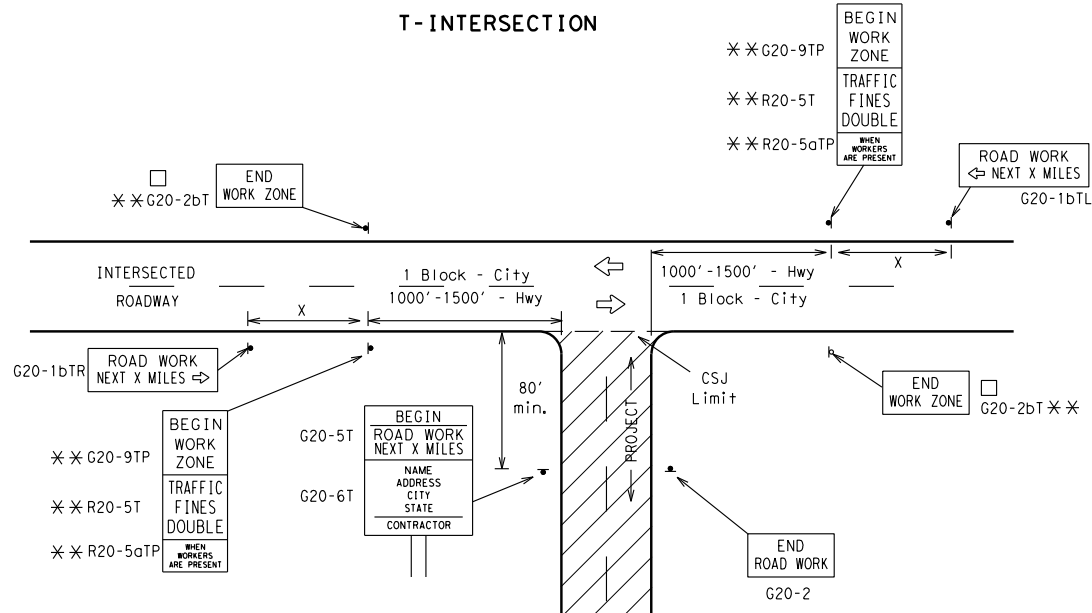 T-INTERSECTION
✶✶G20-9TP
BEGIN
WORK
ZONE
✶✶R20-5T
TRAFFIC
FINES
DOUBLE
✶✶R20-5aTP
WHEN
WORKERS
ARE PRESENT
ROAD WORK
⇦ NEXT X MILES
G20-1bTL
□
✶✶G20-2bT
END
WORK ZONE
INTERSECTED
ROADWAY
1 Block - City
1000'-1500' - Hwy
X
⇦
⇨
1000'-1500' - Hwy
1 Block - City
X
G20-1bTR
ROAD WORK
NEXT X MILES ⇨
80'
min.
CSJ
Limit
END
WORK ZONE
□
G20-2bT ✶✶
✶✶G20-9TP
BEGIN
WORK
ZONE
✶✶R20-5T
TRAFFIC
FINES
DOUBLE
✶✶R20-5aTP
WHEN
WORKERS
ARE PRESENT
G20-5T
BEGIN
ROAD WORK
NEXT X MILES
G20-6T
NAME
ADDRESS
CITY
STATE
CONTRACTOR
PROJECT
END
ROAD WORK
G20-2